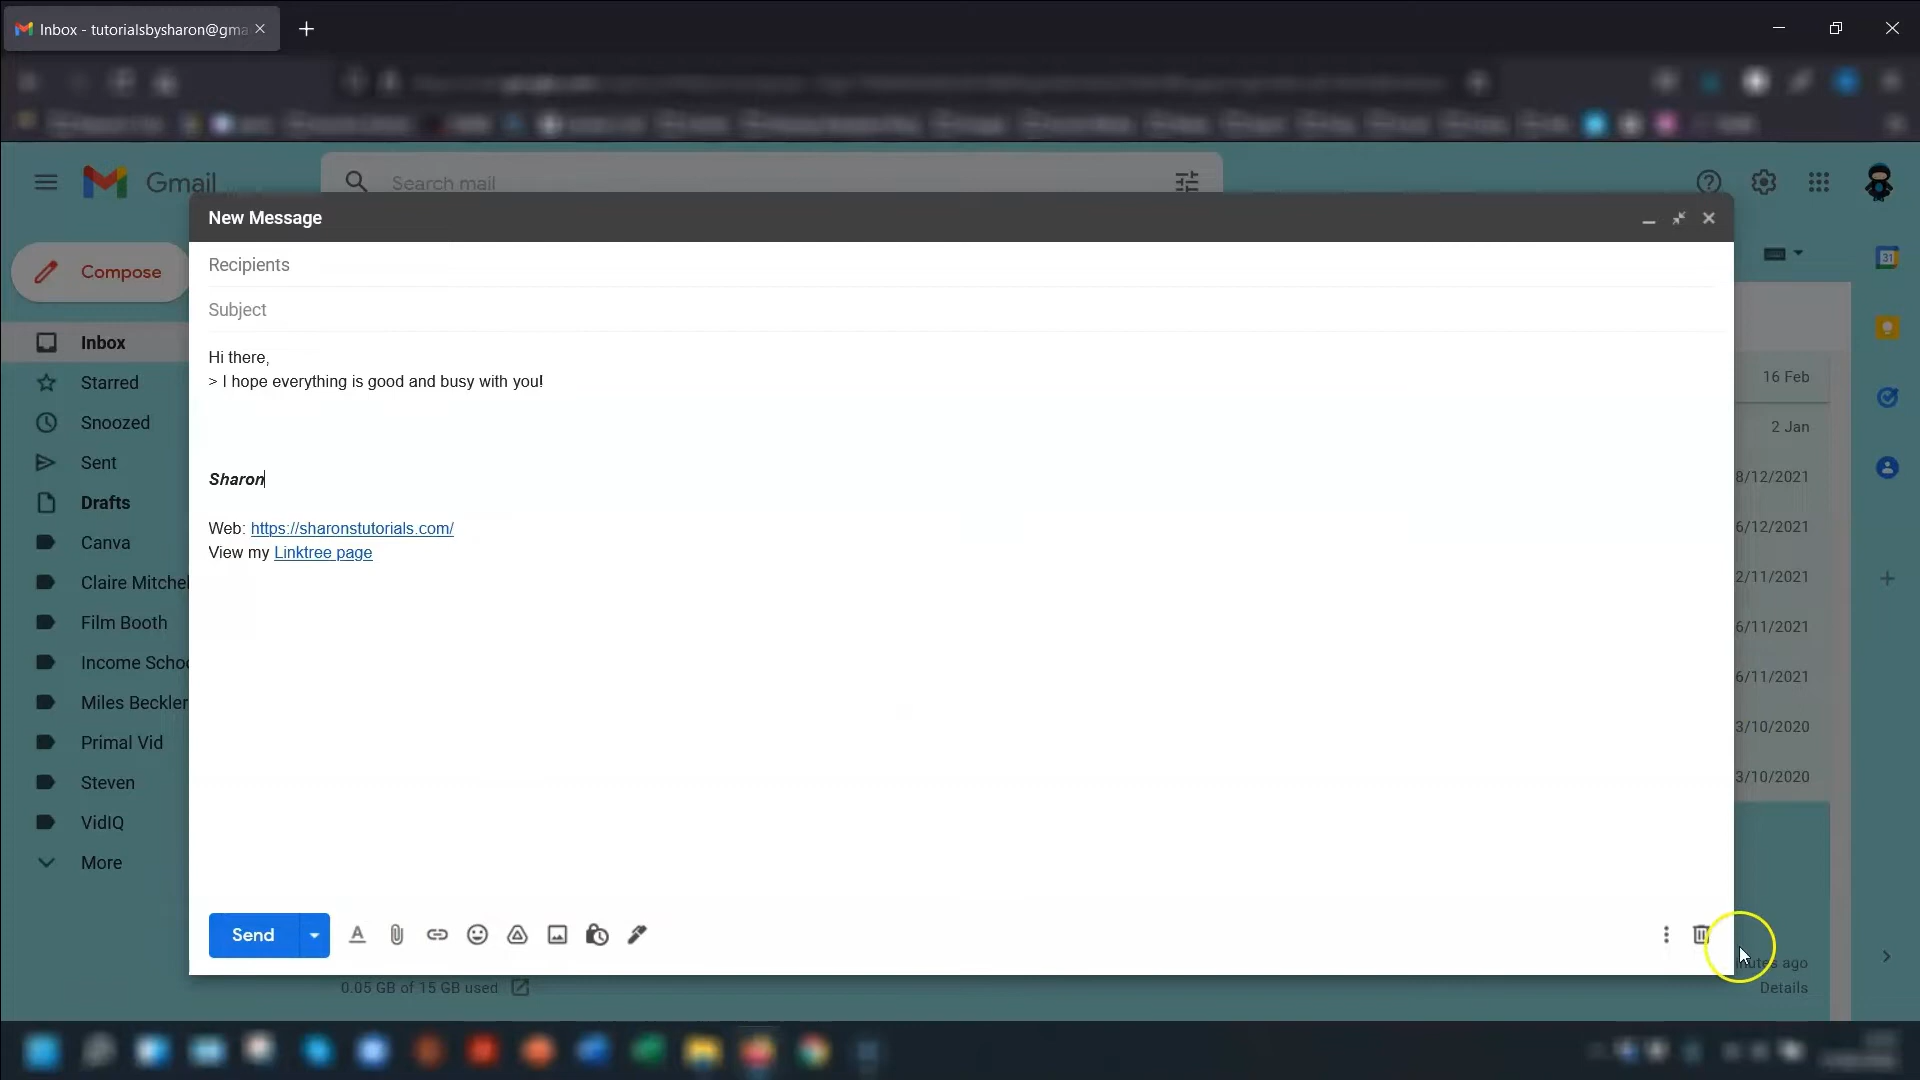 Inbox - tutorialsbysharon@gma
Gmail
Search mail
New Message
Compose
Recipients
Subject
Hi there,
> I hope everything is good and busy with you!
Sharon
Web: https://sharonstutorials.com/
View my Linktree page
Inbox
Starred
Snoozed
Sent
Drafts
Canva
Claire Mitchel
Film Booth
Income Schoo
Miles Beckler
Primal Vid
Steven
VidIQ
More
31
16 Feb
2 Jan
8/12/2021
6/12/2021
2/11/2021
6/11/2021
6/11/2021
3/10/2020
3/10/2020
Send
0.05 GB of 15 GB used
nutes ago
Details